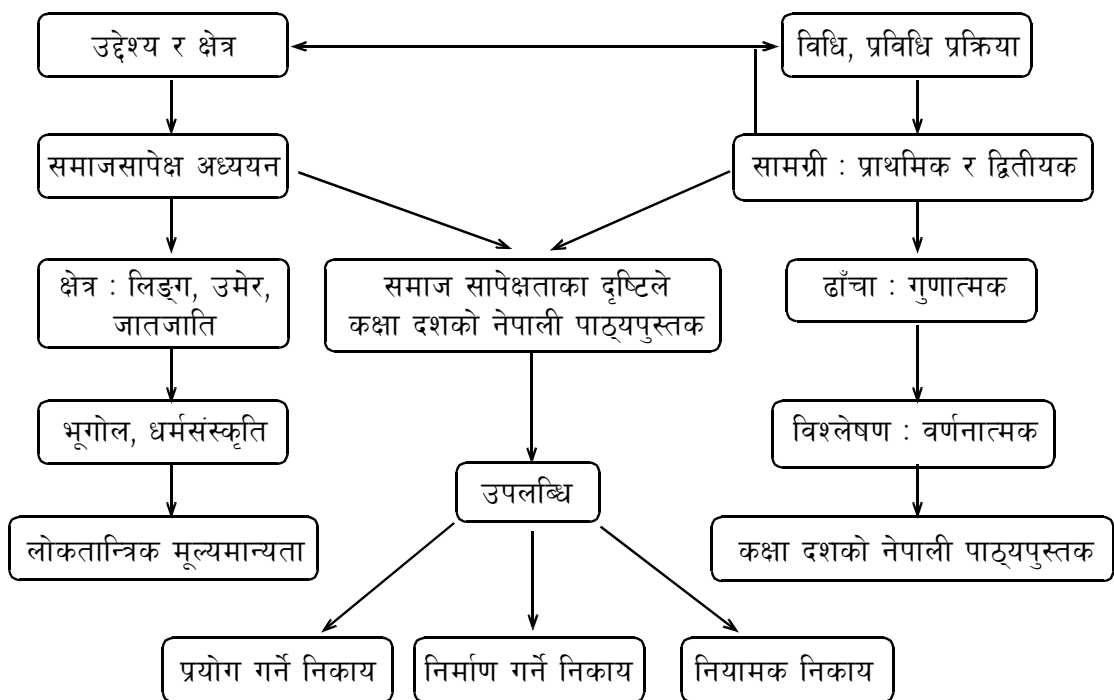 उद्देश्य र क्षेत्र
विधि, प्रविधि प्रक्रिया
समाजसापेक्ष अध्ययन
सामग्री : प्राथमिक र द्वितीयक
क्षेत्र : लिङ्ग, उमेर,
जातजाति
समाज सापेक्षताका दृष्टिले
कक्षा दशको नेपाली पाठ्यपुस्तक
ढाँचा : गुणात्मक
भूगोल, धर्मसंस्कृति
विश्लेषण : वर्णनात्मक
उपलब्धि
लोकतान्त्रिक मूल्यमान्यता
कक्षा दशको नेपाली पाठ्यपुस्तक
प्रयोग गर्ने निकाय
निर्माण गर्ने निकाय
नियामक निकाय